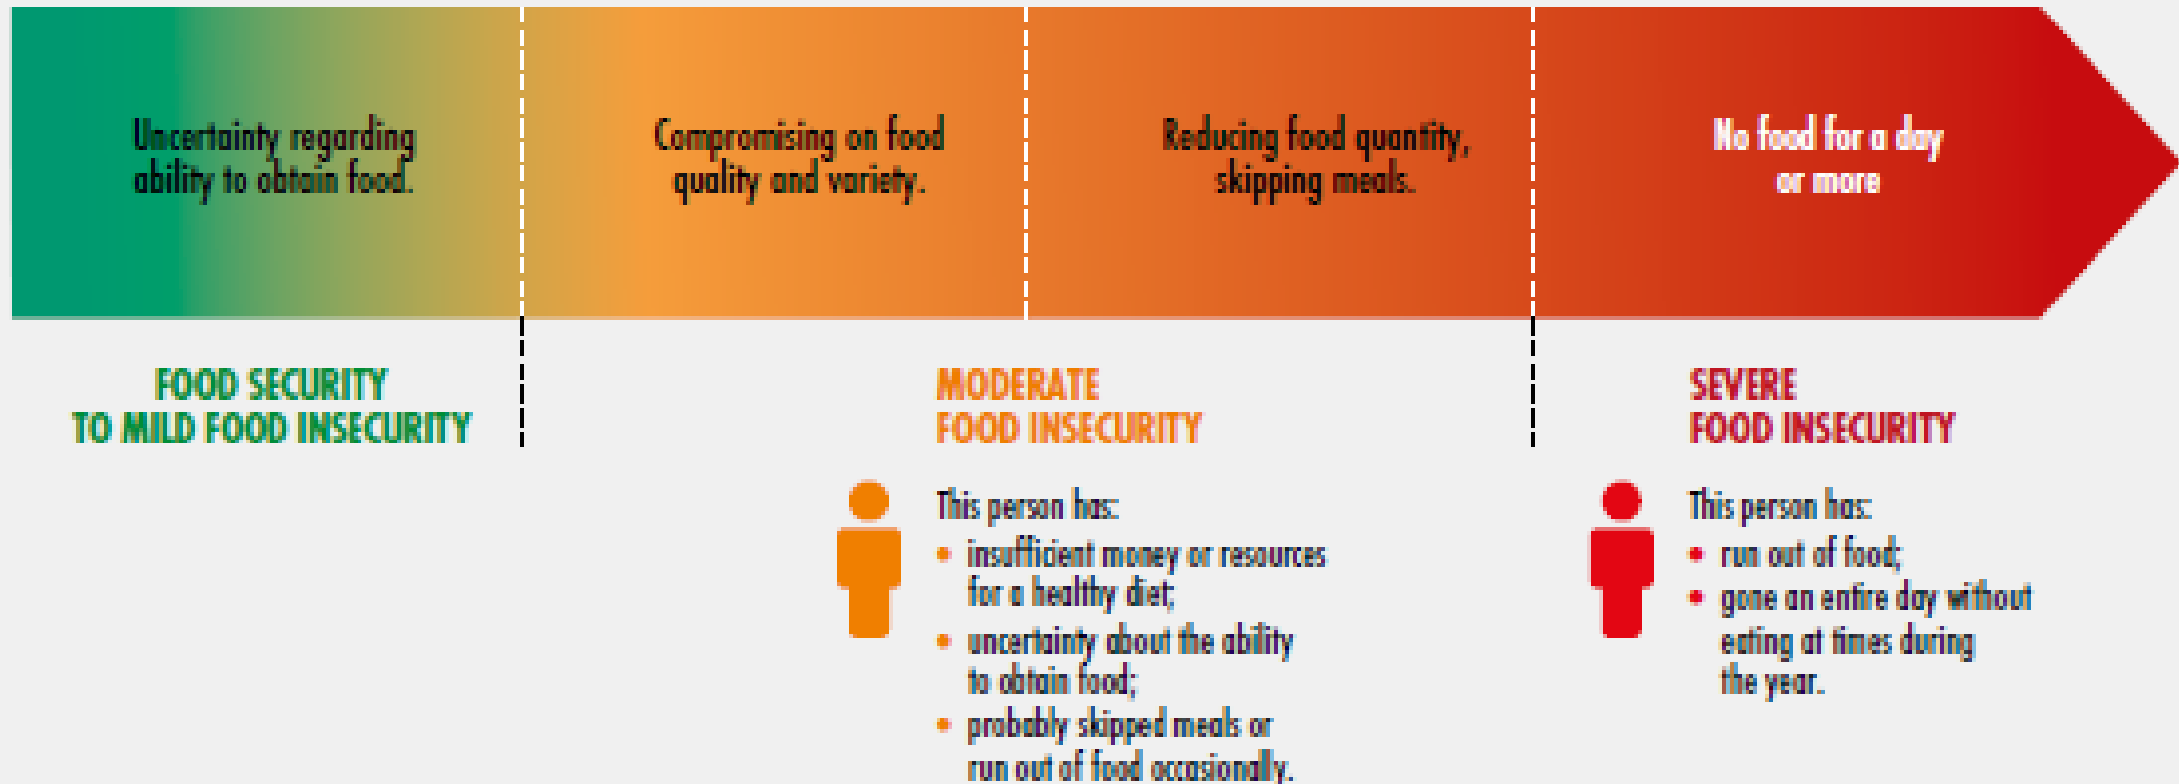 Uncertainty regarding
ability to obtain food.
Compromising on food
quality and variety.
Reducing food quantity,
skipping meals.
No food for a day
or more
FOOD SECURITY
TO MILD FOOD INSECURITY
MODERATE
FOOD INSECURITY
This person has:
• insufficient money or resources
for a healthy diet;
• uncertainty about the ability
to obtain food;
• probably skipped meals or
run out of food occasionally.
SEVERE
FOOD INSECURITY
This person has:
• run out of food;
• gone an entire day without
eating at times during
the year.